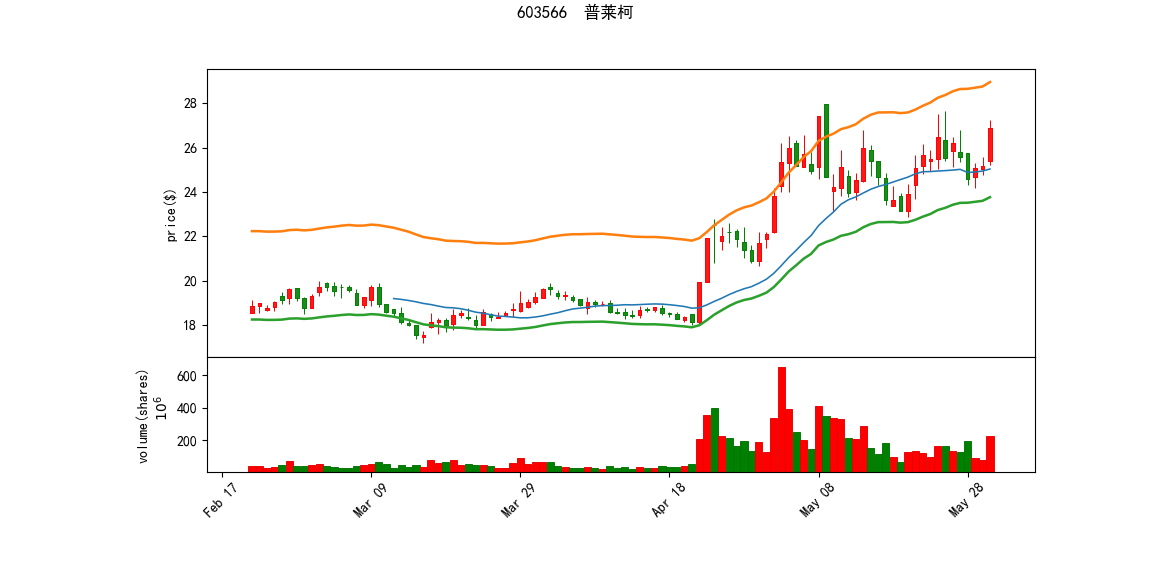 603566 普莱柯
28
26
24
22
20
18
price($)
600
400
200
volume(shares)
10^6
Feb 17
Mar 09
Mar 29
Apr 18
May 08
May 28